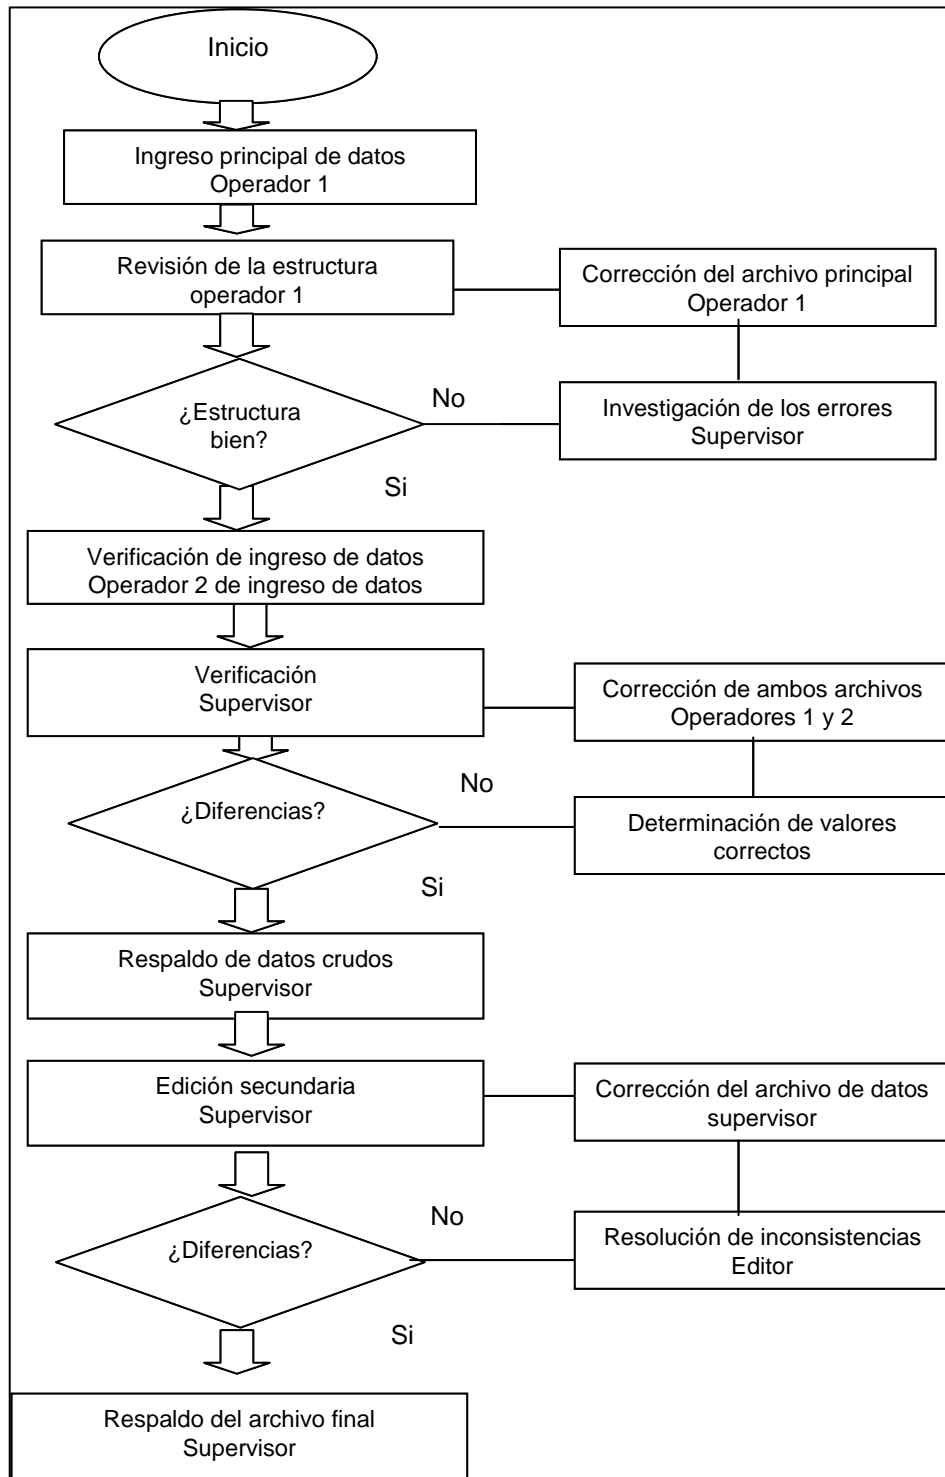 Inicio
Ingreso principal de datos
Operador 1
Revisión de la estructura
operador 1
Corrección del archivo principal
Operador 1
¿Estructura
bien?
No
Investigación de los errores
Supervisor
Si
Verificación de ingreso de datos
Operador 2 de ingreso de datos
Verificación
Supervisor
Corrección de ambos archivos
Operadores 1 y 2
¿Diferencias?
No
Determinación de valores
correctos
Si
Respaldo de datos crudos
Supervisor
Edición secundaria
Supervisor
Corrección del archivo de datos
supervisor
¿Diferencias?
No
Resolución de inconsistencias
Editor
Si
Respaldo del archivo final
Supervisor